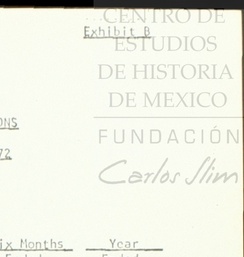 CENTRO DE
Exhibit B
ESTUDIOS
DE HISTORIA
DE MEXICO
ONS
FUNDACIÓN
72
Carlos Slim
ix Months Year